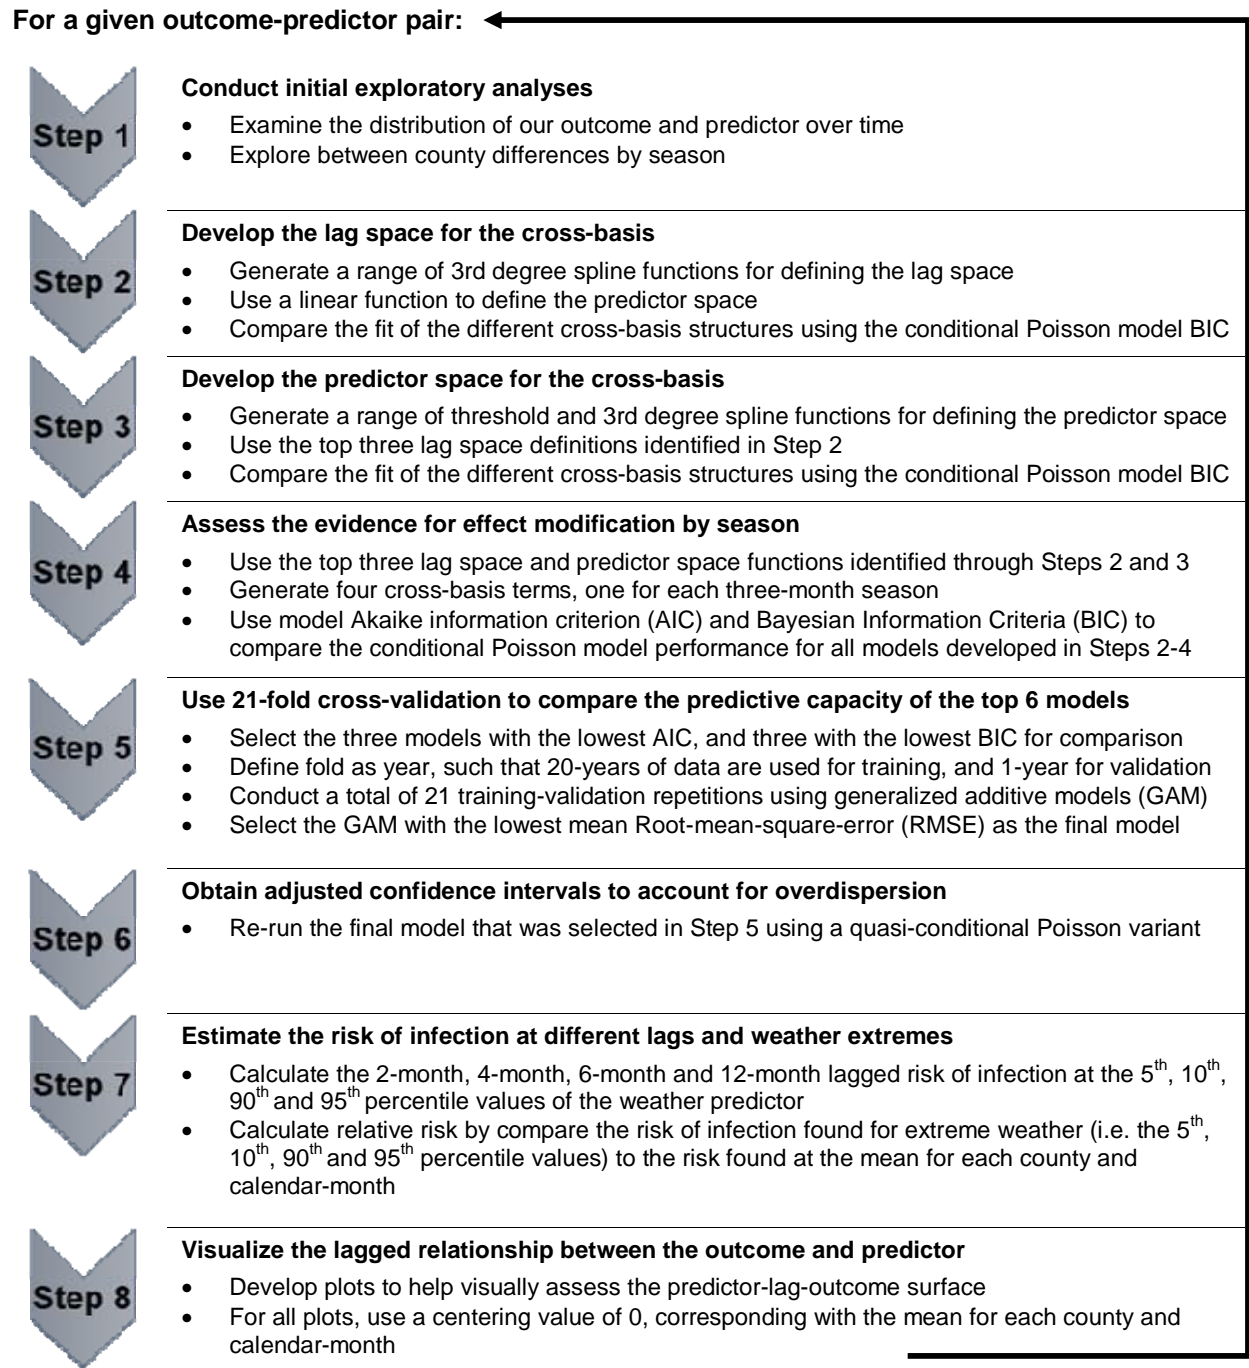 For a given outcome-predictor pair:
Step 1
Conduct initial exploratory analyses
• Examine the distribution of our outcome and predictor over time
• Explore between county differences by season
Step 2
Develop the lag space for the cross-basis
• Generate a range of 3rd degree spline functions for defining the lag space
• Use a linear function to define the predictor space
• Compare the fit of the different cross-basis structures using the conditional Poisson model BIC
Step 3
Develop the predictor space for the cross-basis
• Generate a range of threshold and 3rd degree spline functions for defining the predictor space
• Use the top three lag space definitions identified in Step 2
• Compare the fit of the different cross-basis structures using the conditional Poisson model BIC
Step 4
Assess the evidence for effect modification by season
• Use the top three lag space and predictor space functions identified through Steps 2 and 3
• Generate four cross-basis terms, one for each three-month season
• Use model Akaike information criterion (AIC) and Bayesian Information Criteria (BIC) to
compare the conditional Poisson model performance for all models developed in Steps 2-4
Step 5
Use 21-fold cross-validation to compare the predictive capacity of the top 6 models
• Select the three models with the lowest AIC, and three with the lowest BIC for comparison
• Define fold as year, such that 20-years of data are used for training, and 1-year for validation
• Conduct a total of 21 training-validation repetitions using generalized additive models (GAM)
• Select the GAM with the lowest mean Root-mean-square-error (RMSE) as the final model
Step 6
Obtain adjusted confidence intervals to account for overdispersion
• Re-run the final model that was selected in Step 5 using a quasi-conditional Poisson variant
Step 7
Estimate the risk of infection at different lags and weather extremes
• Calculate the 2-month, 4-month, 6-month and 12-month lagged risk of infection at the 5th, 10th,
90th and 95th percentile values of the weather predictor
• Calculate relative risk by compare the risk of infection found for extreme weather (i.e. the 5th,
10th, 90th and 95th percentile values) to the risk found at the mean for each county and
calendar-month
Step 8
Visualize the lagged relationship between the outcome and predictor
• Develop plots to help visually assess the predictor-lag-outcome surface
• For all plots, use a centering value of 0, corresponding with the mean for each county and
calendar-month